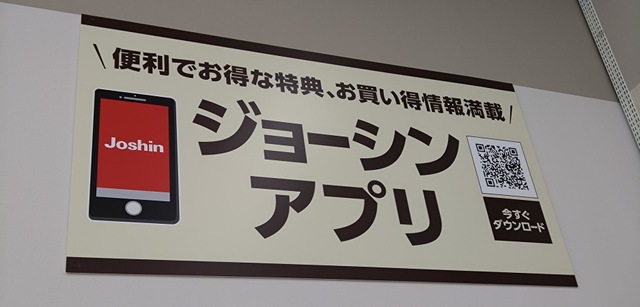 \便利でお得な特典、お買い得情報満載/
Joshin
ジョーシン
アプリ
今すぐ
ダウンロード